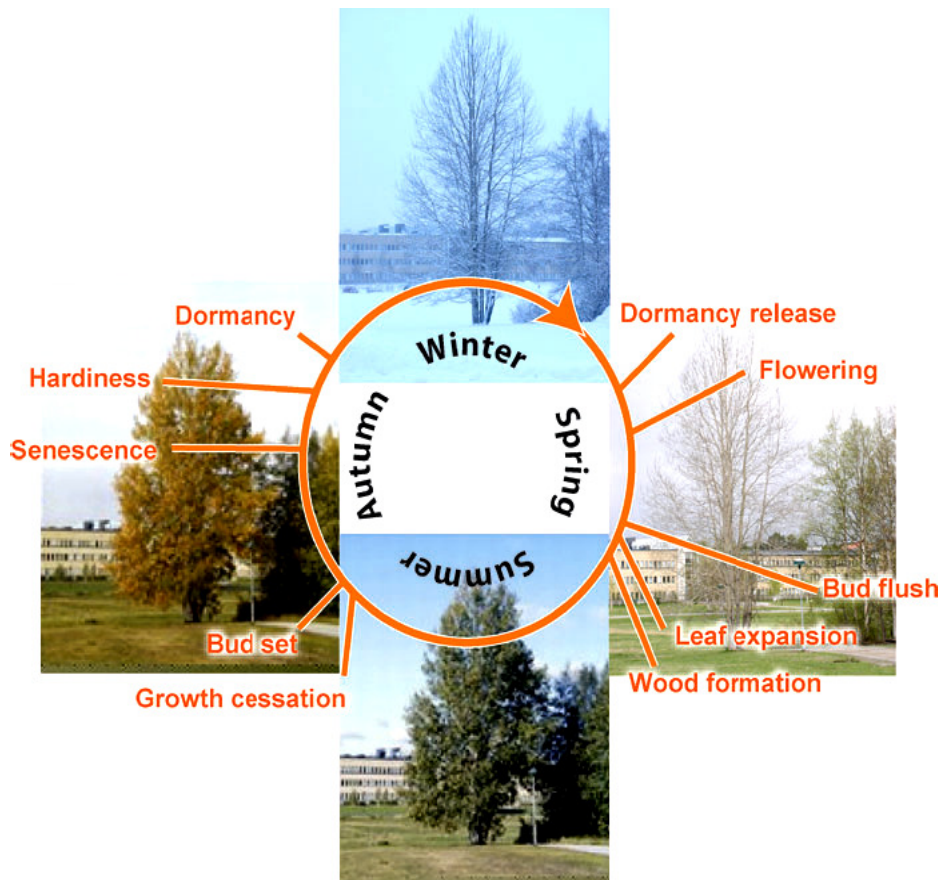 Winter
Dormancy
Dormancy release
Hardiness
Flowering
Senescence
Autumn
Spring
Summer
Bud flush
Bud set
Leaf expansion
Growth cessation
Wood formation